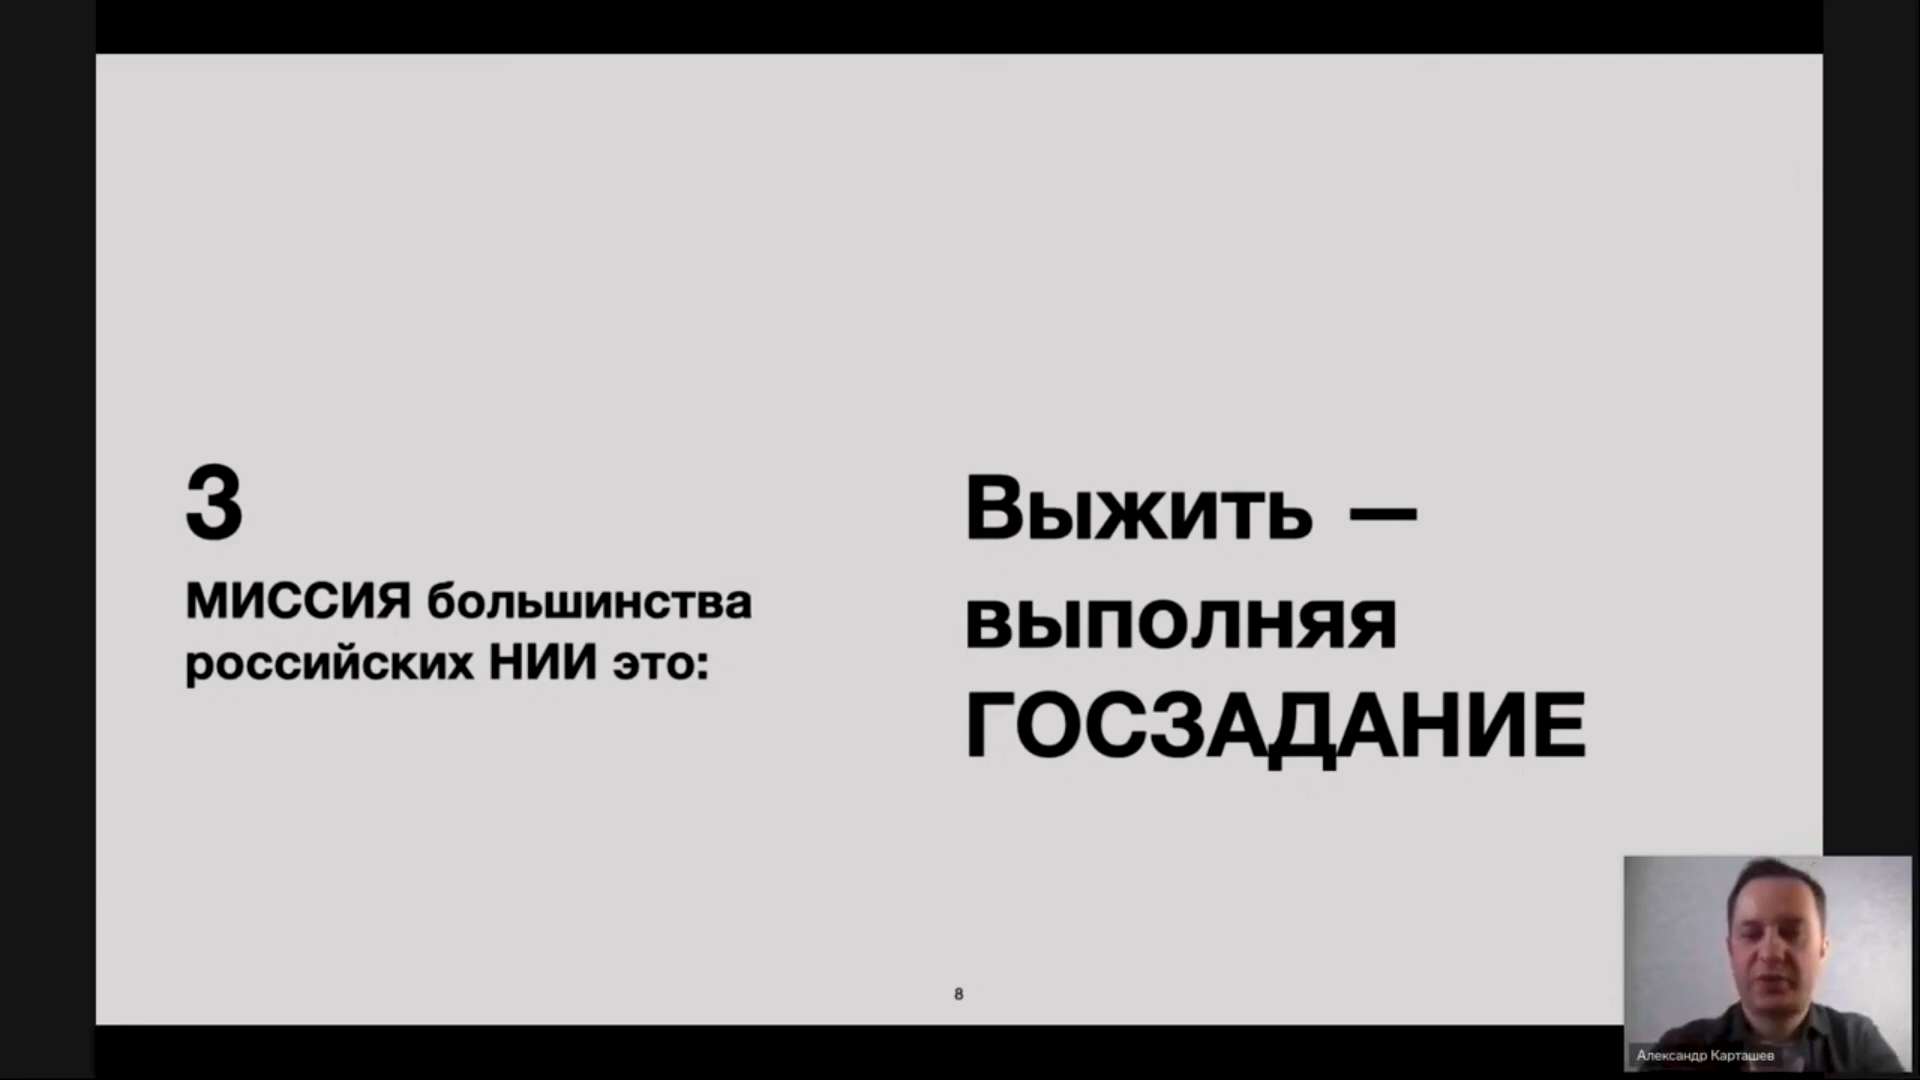 3
МИССИЯ большинства
российских НИИ это:
Выжить —
выполняя
ГОСЗАДАНИЕ
8
Александр Карташев